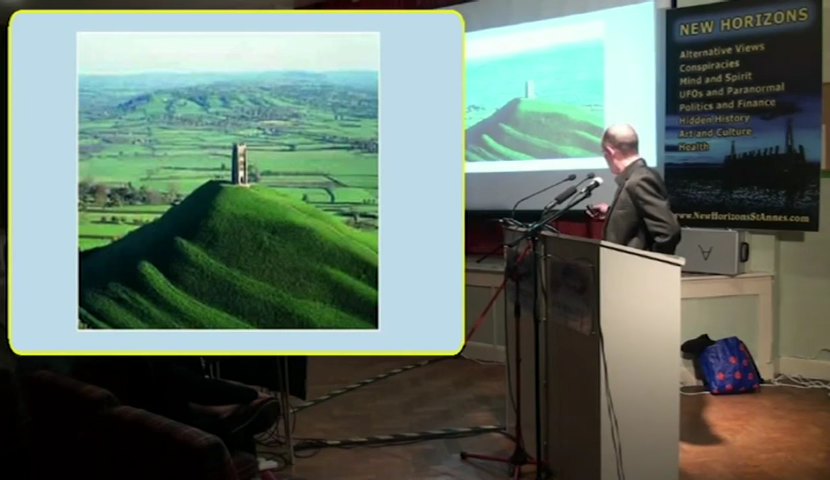 NEW HORIZONS
Alternative Views
Conspiracies
Mind and Spirit
UFOs and Paranormal
Politics and Finance
Hidden History
Art and Culture
Health
www.NewHorizonsStAnnes.com